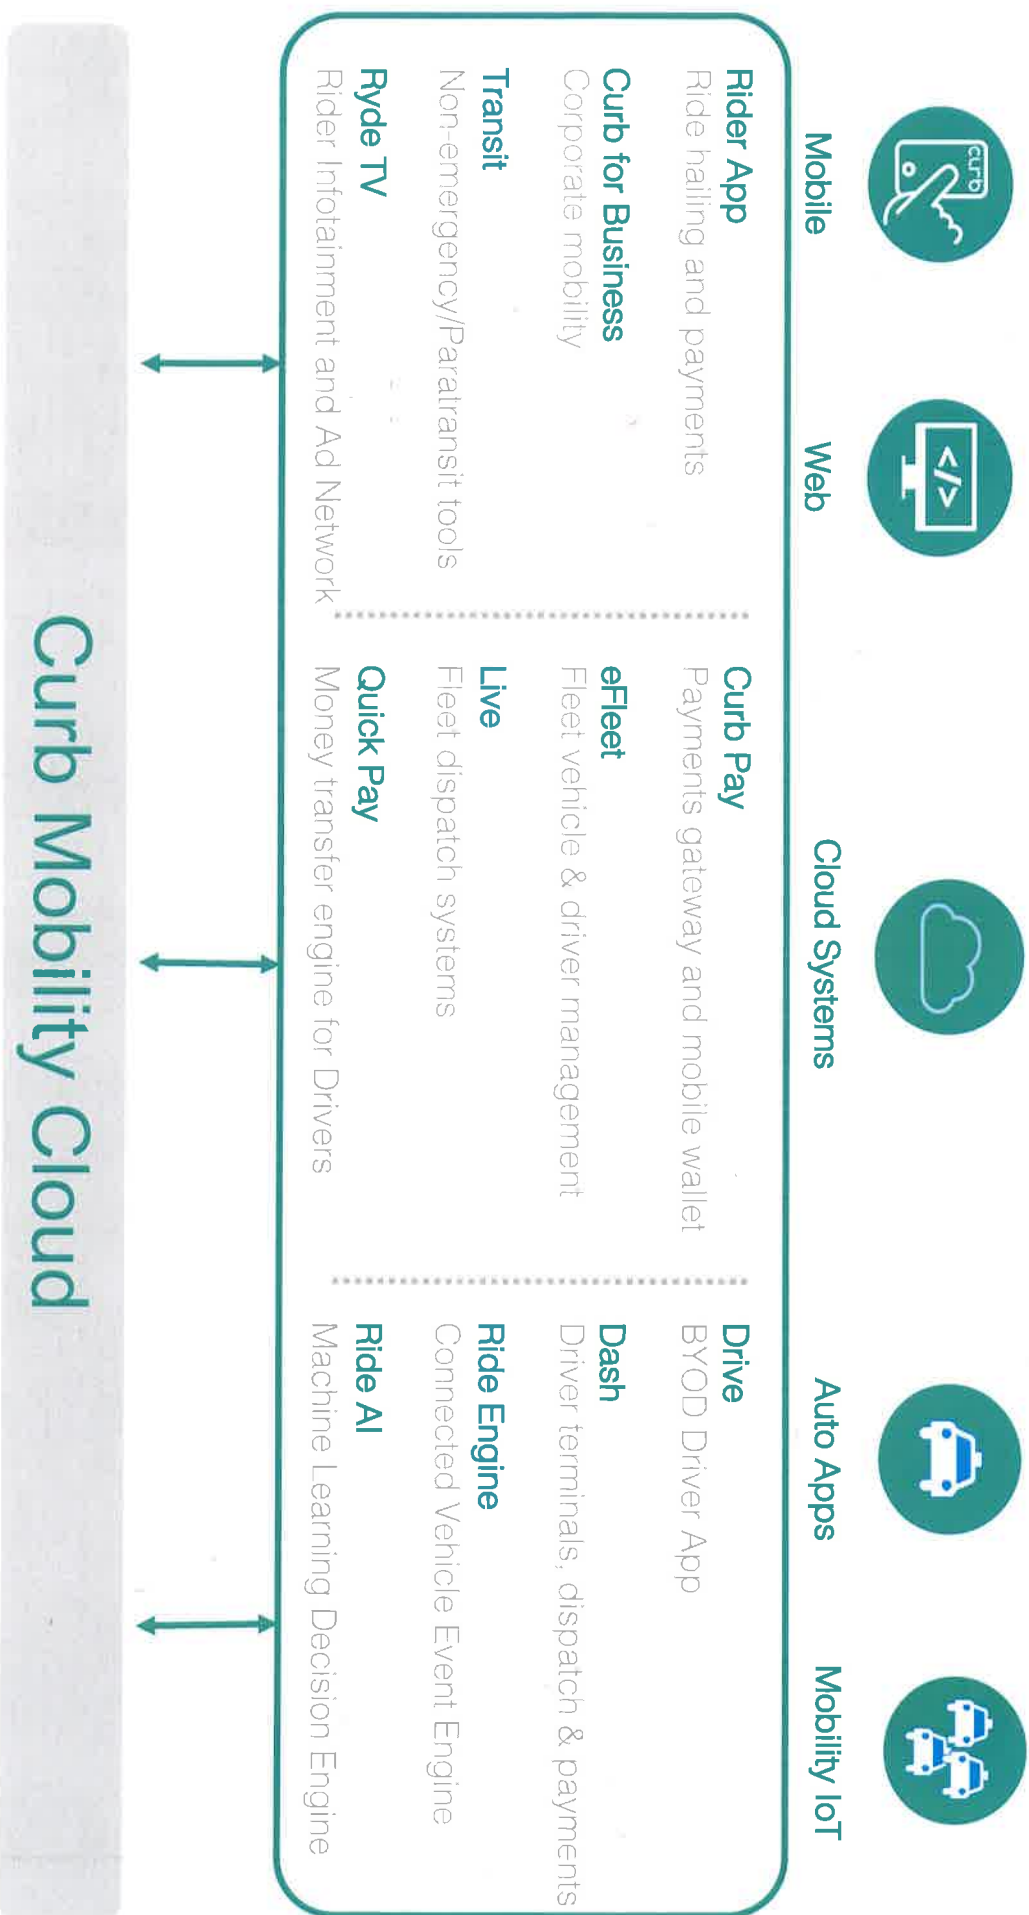 curb
</>
Mobile
Web
Cloud Systems
Auto Apps
Mobility IoT
Rider App
Ride hailing and payments
Curb for Business
Corporate mobility
Transit
Non-emergency/Paratransit tools
Ryde TV
Rider Infotainment and Ad Network
Curb Pay
Payments gateway and mobile wallet
eFleet
Fleet vehicle & driver management
Live
Fleet dispatch systems
Quick Pay
Money transfer engine for Drivers
Drive
BYOD Driver App
Dash
Driver terminals, dispatch & payments
Ride Engine
Connected Vehicle Event Engine
Ride AI
Machine Learning Decision Engine
Curb Mobility Cloud